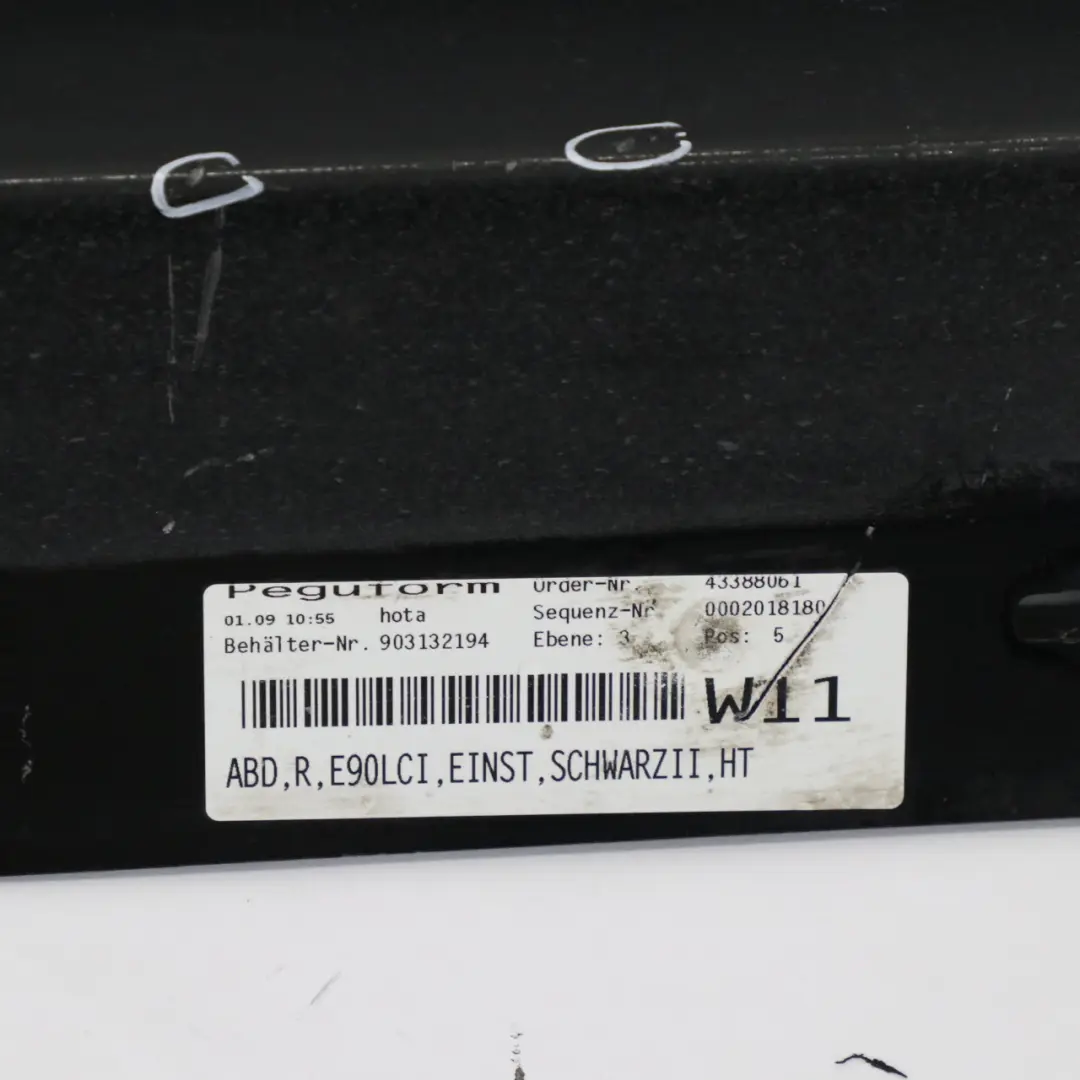 Peguform Order-Nr. 43388061
01.09 10:55 hota Sequenz-Nr. 0002018180
Behälter-Nr. 903132194 Ebene: 3 Pos: 5
W11
ABD,R,E90LCI,EINST,SCHWARZII,HT